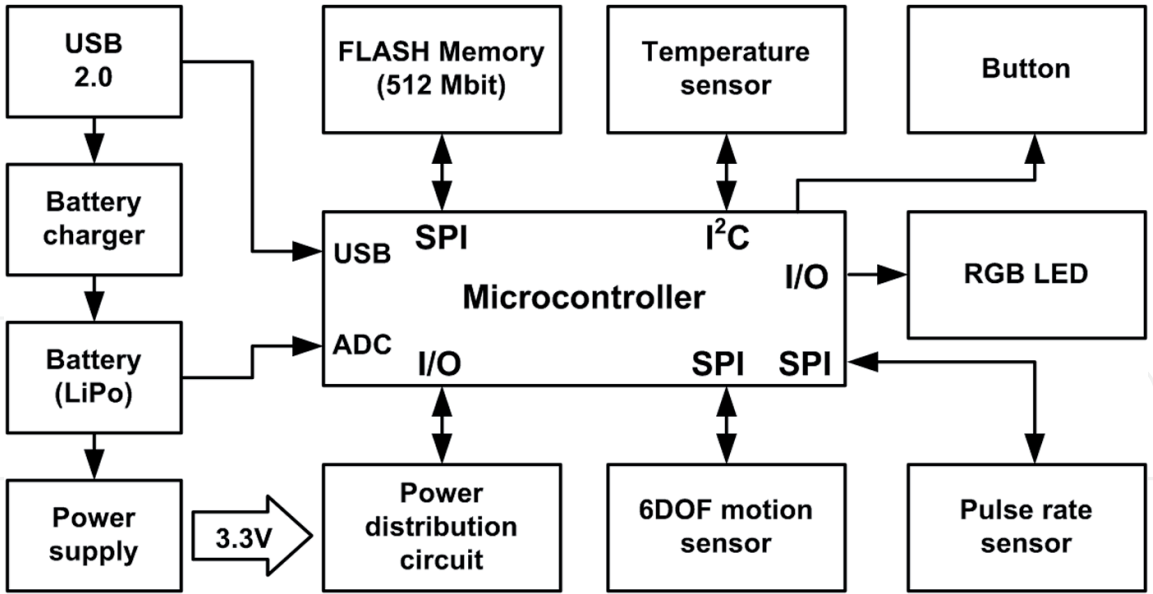 USB
2.0
FLASH Memory
(512 Mbit)
Temperature
sensor
Button
Battery
charger
SPI
I²C
USB
I/O
RGB LED
Microcontroller
Battery
(LiPo)
ADC
I/O
SPI
SPI
Power
supply
3.3V
Power
distribution
circuit
6DOF motion
sensor
Pulse rate
sensor